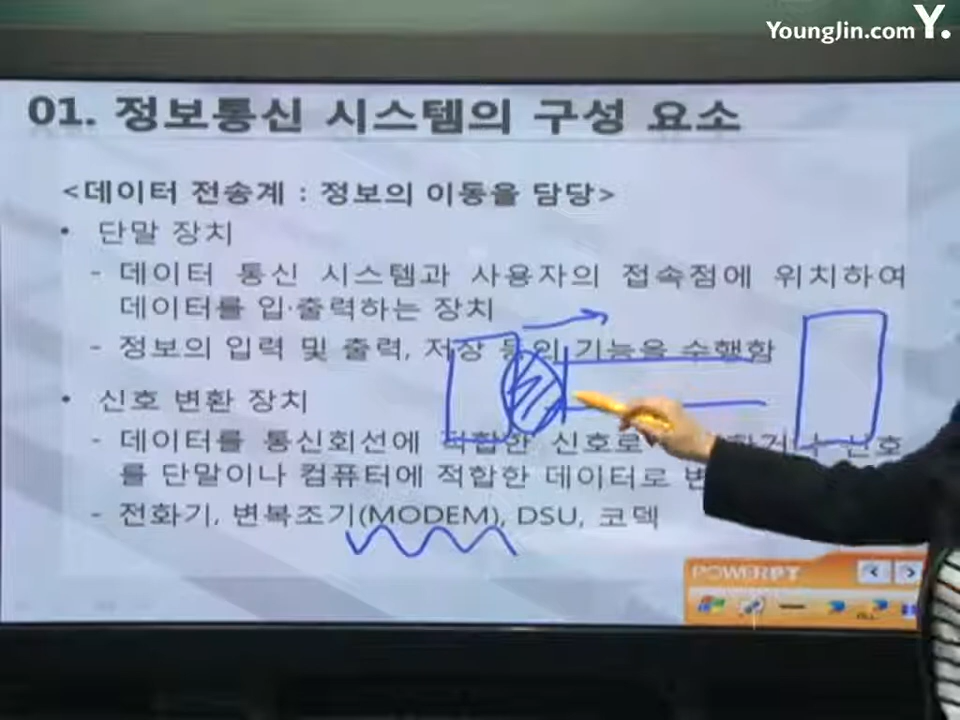 YoungJin.com Y.
01. 정보통신 시스템의 구성 요소
<데이터 전송계 : 정보의 이동을 담당>
• 단말 장치
- 데이터 통신 시스템과 사용자의 접속점에 위치하여
데이터를 입·출력하는 장치
- 정보의 입력 및 출력, 저장 등의 기능을 수행함
• 신호 변환 장치
- 데이터를 통신회선에 적합한 신호로
를 단말이나 컴퓨터에 적합한 데이터로
- 전화기, 변복조기(MODEM), DSU, 코덱
POWERPT